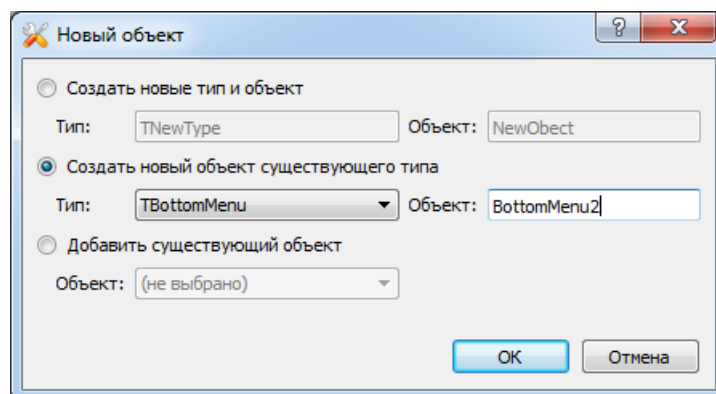 Новый объект
Создать новые тип и объект
Тип: TNewType Объект: NewObect
Создать новый объект существующего типа
Тип: TBottomMenu Объект: BottomMenu2
Добавить существующий объект
Объект: (не выбрано)
OK Отмена